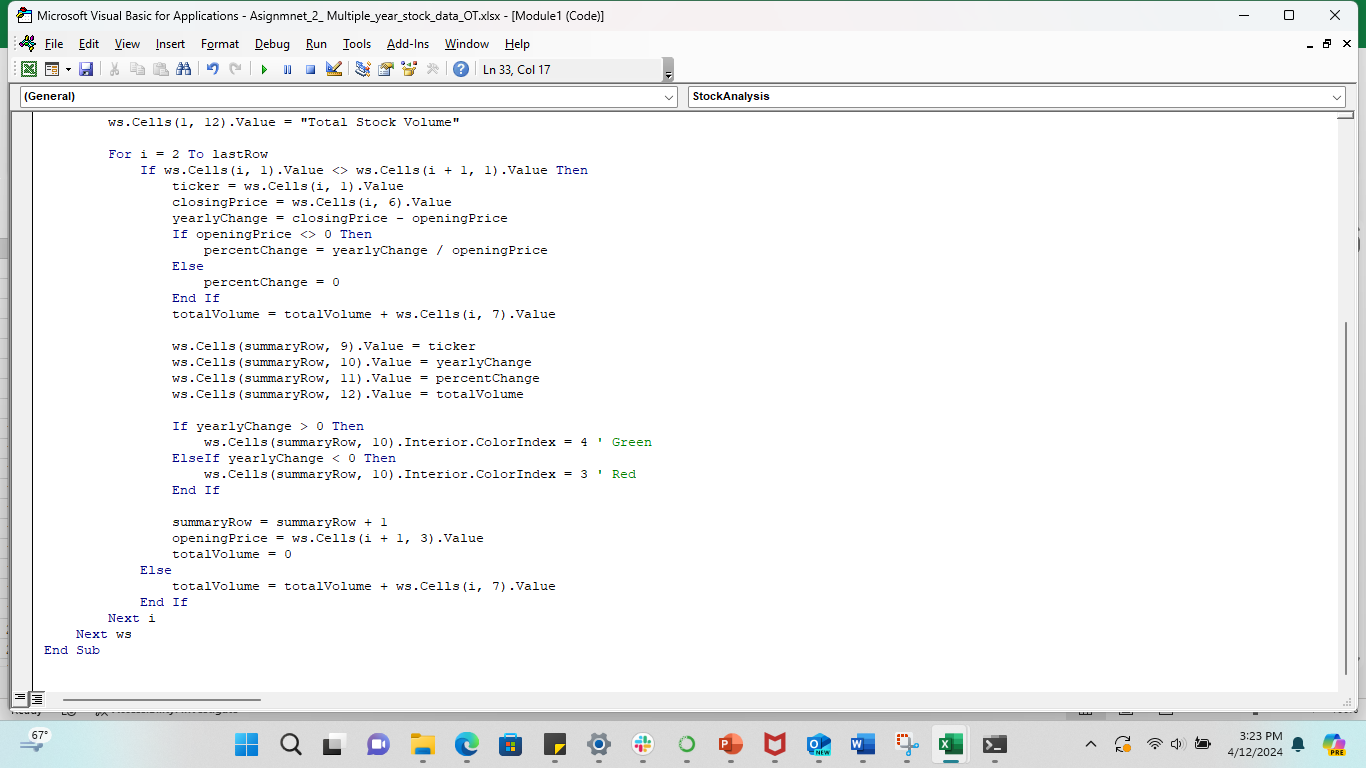 Microsoft Visual Basic for Applications - Asignmnet_2_ Multiple_year_stock_data_OT.xlsx - [Module1 (Code)]
File Edit View Insert Format Debug Run Tools Add-Ins Window Help
Ln 33, Col 17
(General) StockAnalysis
ws.Cells(1, 12).Value = "Total Stock Volume"
For i = 2 To lastRow
If ws.Cells(i, 1).Value <> ws.Cells(i + 1, 1).Value Then
ticker = ws.Cells(i, 1).Value
closingPrice = ws.Cells(i, 6).Value
yearlyChange = closingPrice - openingPrice
If openingPrice <> 0 Then
percentChange = yearlyChange / openingPrice
Else
percentChange = 0
End If
totalVolume = totalVolume + ws.Cells(i, 7).Value
ws.Cells(summaryRow, 9).Value = ticker
ws.Cells(summaryRow, 10).Value = yearlyChange
ws.Cells(summaryRow, 11).Value = percentChange
ws.Cells(summaryRow, 12).Value = totalVolume
If yearlyChange > 0 Then
ws.Cells(summaryRow, 10).Interior.ColorIndex = 4 ' Green
ElseIf yearlyChange < 0 Then
ws.Cells(summaryRow, 10).Interior.ColorIndex = 3 ' Red
End If
summaryRow = summaryRow + 1
openingPrice = ws.Cells(i + 1, 3).Value
totalVolume = 0
Else
totalVolume = totalVolume + ws.Cells(i, 7).Value
End If
Next i
Next ws
End Sub
67°
3:23 PM
4/12/2024
NEW
PRE